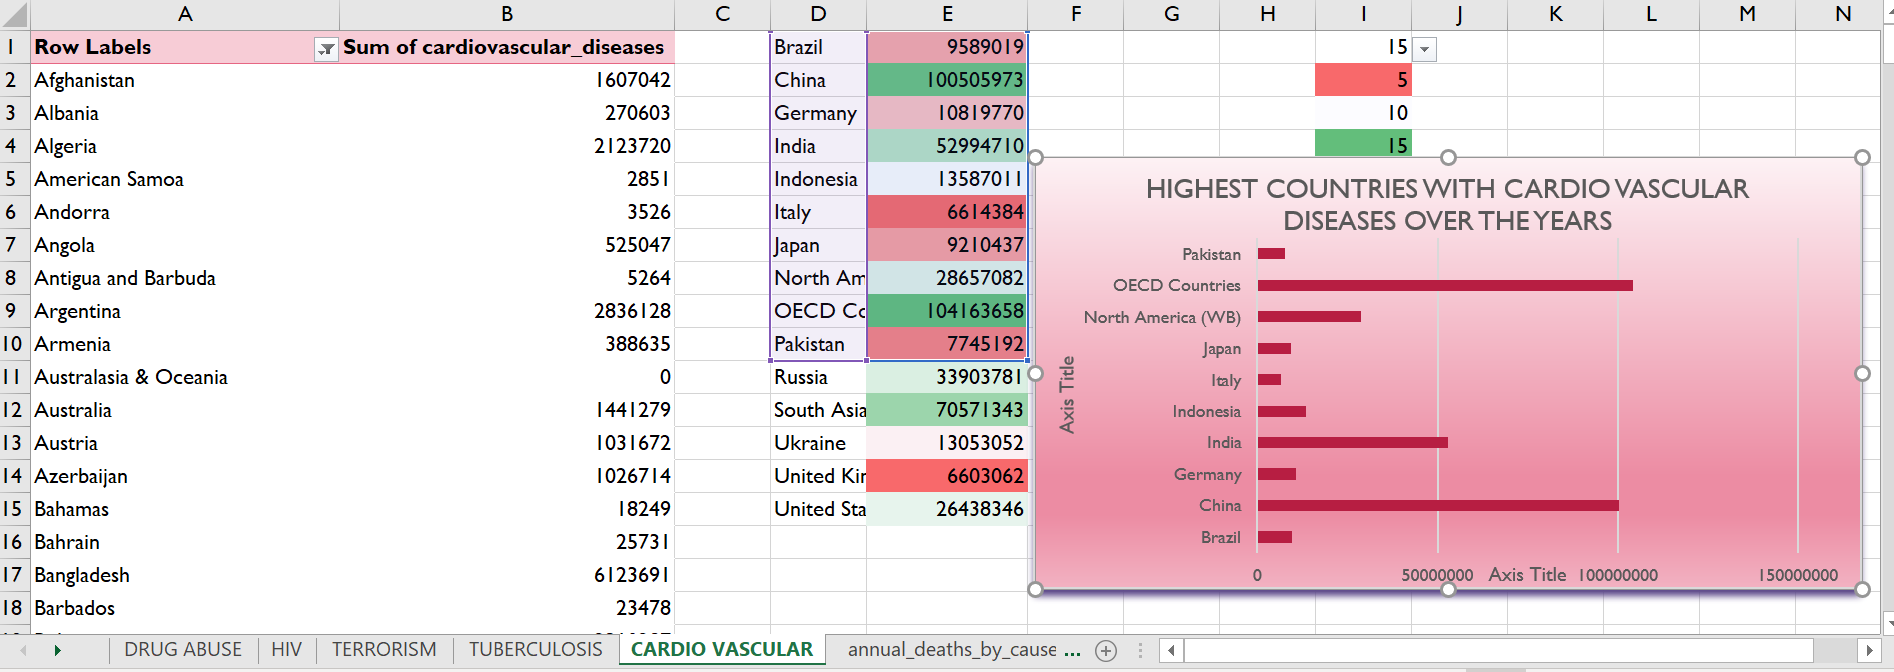 A B C D E F G H I J K L M N
1 Row Labels Sum of cardiovascular_diseases Brazil 9589019 15
2 Afghanistan 1607042 China 100505973 5
3 Albania 270603 Germany 10819770 10
4 Algeria 2123720 India 52994710 15
5 American Samoa 2851 Indonesia 13587011
6 Andorra 3526 Italy 6614384
7 Angola 525047 Japan 9210437
8 Antigua and Barbuda 5264 North Am 28657082
9 Argentina 2836128 OECD Co 104163658
10 Armenia 388635 Pakistan 7745192
11 Australasia & Oceania 0 Russia 33903781
12 Australia 1441279 South Asia 70571343
13 Austria 1031672 Ukraine 13053052
14 Azerbaijan 1026714 United Kin 6603062
15 Bahamas 18249 United Sta 26438346
16 Bahrain 25731
17 Bangladesh 612369 1
18 Barbados 23478
HIGHEST COUNTRIES WITH CARDIO VASCULAR
DISEASES OVER THE YEARS
Axis Title
Pakistan
OECD Countries
North America (WB)
Japan
Italy
Indonesia
India
Germany
China
Brazil
0 50000000 Axis Title 100000000 150000000
DRUG ABUSE HIV TERRORISM TUBERCULOSIS CARDIO VASCULAR annual_deaths_by_cause ...